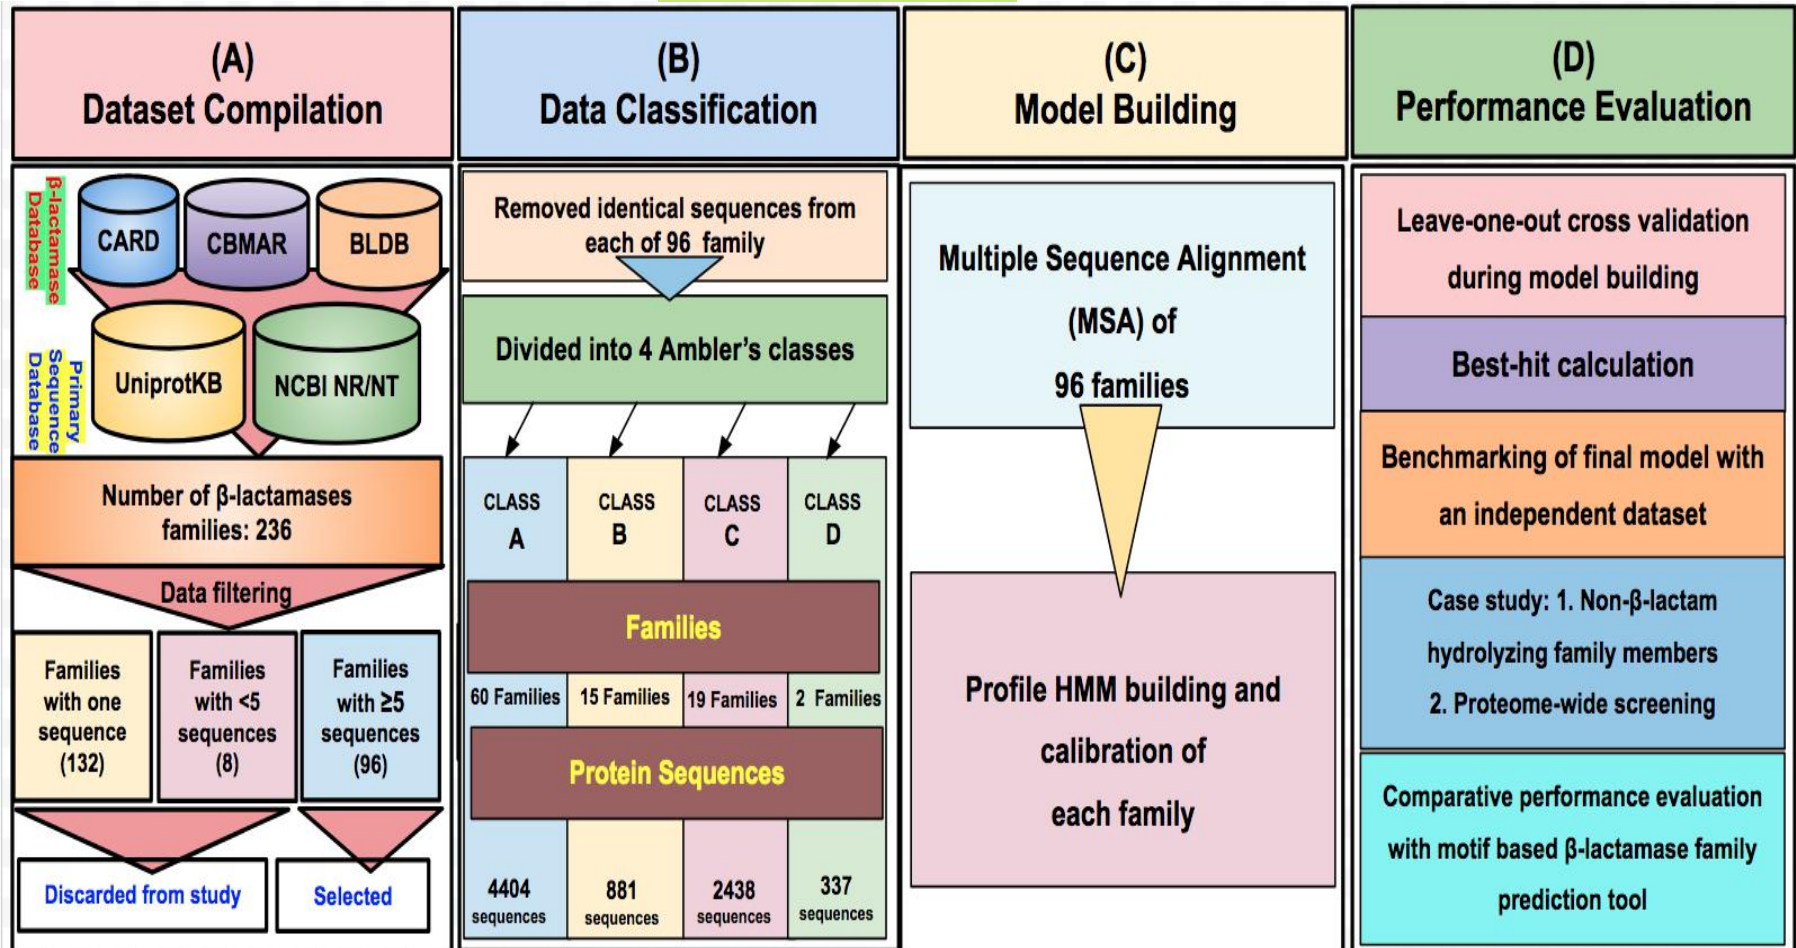 (A)
Dataset Compilation
β-lactamase
Database
CARD
CBMAR
BLDB
Primary
Sequence
Database
UniprotKB
NCBI NR/NT
Number of β-lactamases
families: 236
Data filtering
Families
with one
sequence
(132)
Families
with <5
sequences
(8)
Families
with ≥5
sequences
(96)
Discarded from study
Selected
(B)
Data Classification
Removed identical sequences from
each of 96 family
Divided into 4 Ambler’s classes
CLASS
A
CLASS
B
CLASS
C
CLASS
D
Families
60 Families
15 Families
19 Families
2 Families
Protein Sequences
4404
sequences
881
sequences
2438
sequences
337
sequences
(C)
Model Building
Multiple Sequence Alignment
(MSA) of
96 families
Profile HMM building and
calibration of
each family
(D)
Performance Evaluation
Leave-one-out cross validation
during model building
Best-hit calculation
Benchmarking of final model with
an independent dataset
Case study: 1. Non-β-lactam
hydrolyzing family members
2. Proteome-wide screening
Comparative performance evaluation
with motif based β-lactamase family
prediction tool